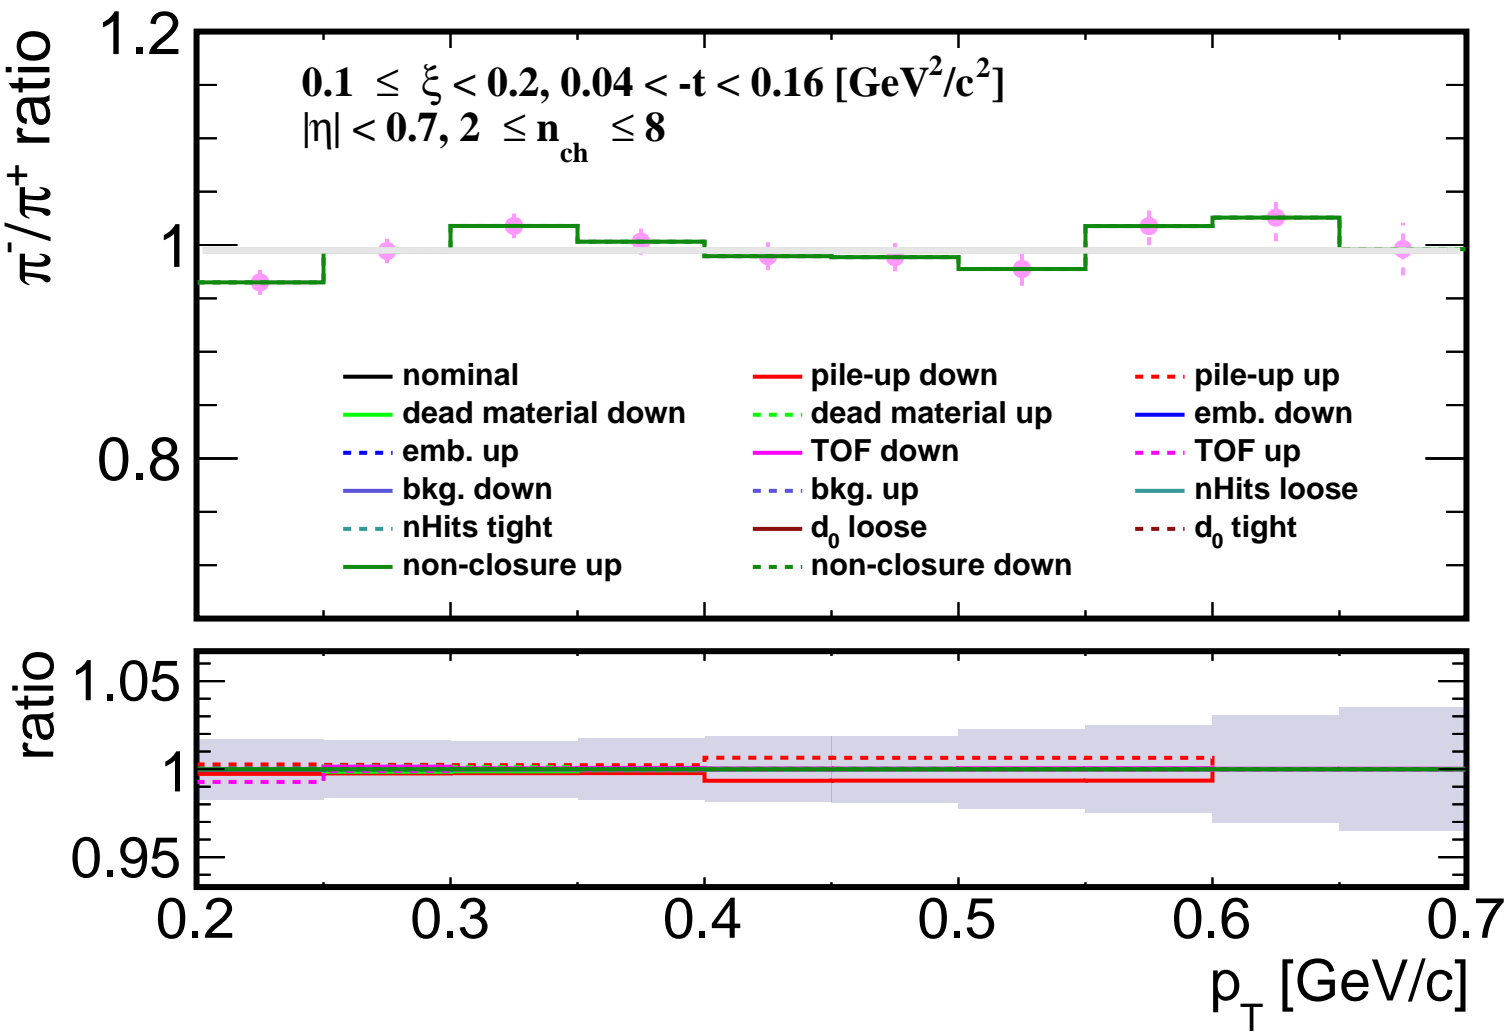 1.2
π⁻/π⁺ ratio
0.1 ≤ ξ < 0.2, 0.04 < -t < 0.16 [GeV²/c²]
|η| < 0.7, 2 ≤ n_ch ≤ 8
1
nominal pile-up down pile-up up
dead material down dead material up emb. down
0.8
emb. up TOF down TOF up
bkg. down bkg. up nHits loose
nHits tight d₀ loose d₀ tight
non-closure up non-closure down
ratio
1.05
1
0.95
0.2 0.3 0.4 0.5 0.6 0.7
p_T [GeV/c]